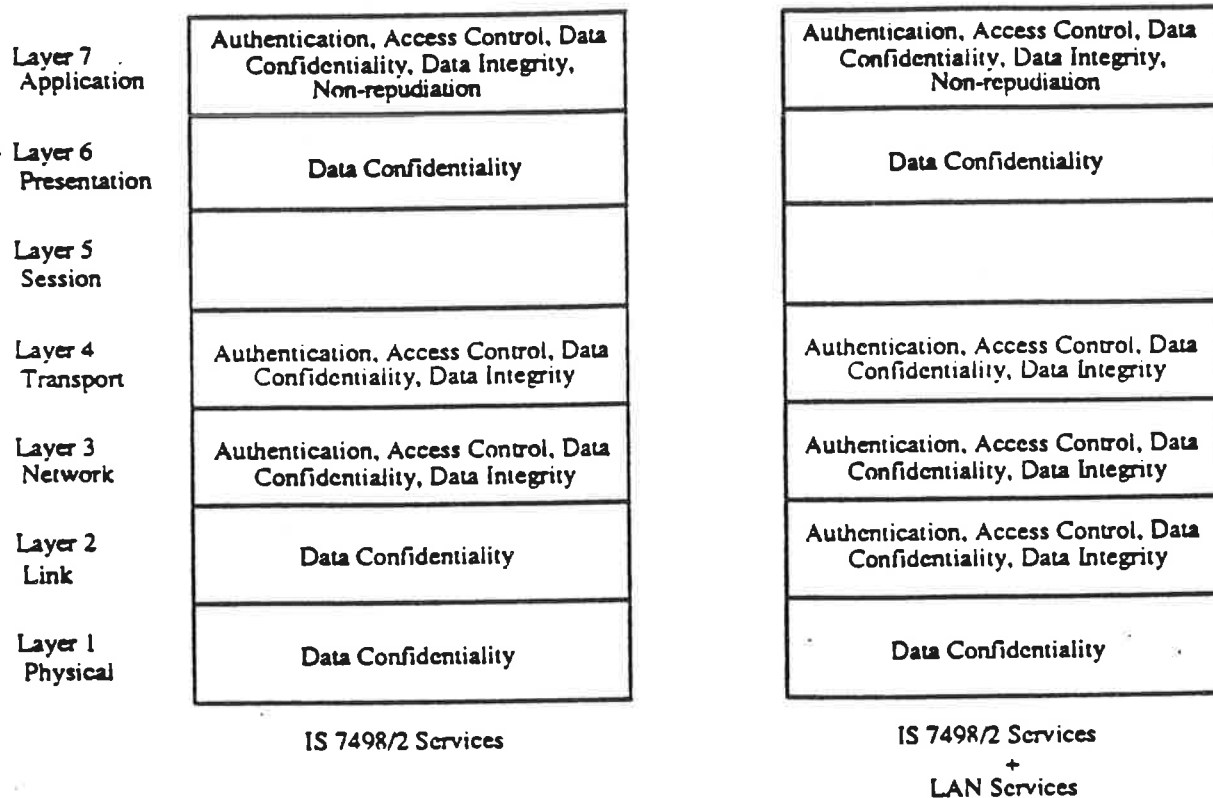 Layer 7
Application
Authentication, Access Control, Data
Confidentiality, Data Integrity,
Non-repudiation
Authentication, Access Control, Data
Confidentiality, Data Integrity,
Non-repudiation
Layer 6
Presentation
Data Confidentiality
Data Confidentiality
Layer 5
Session
Layer 4
Transport
Authentication, Access Control, Data
Confidentiality, Data Integrity
Authentication, Access Control, Data
Confidentiality, Data Integrity
Layer 3
Network
Authentication, Access Control, Data
Confidentiality, Data Integrity
Authentication, Access Control, Data
Confidentiality, Data Integrity
Layer 2
Link
Data Confidentiality
Authentication, Access Control, Data
Confidentiality, Data Integrity
Layer 1
Physical
Data Confidentiality
Data Confidentiality
IS 7498/2 Services
IS 7498/2 Services
+
LAN Services